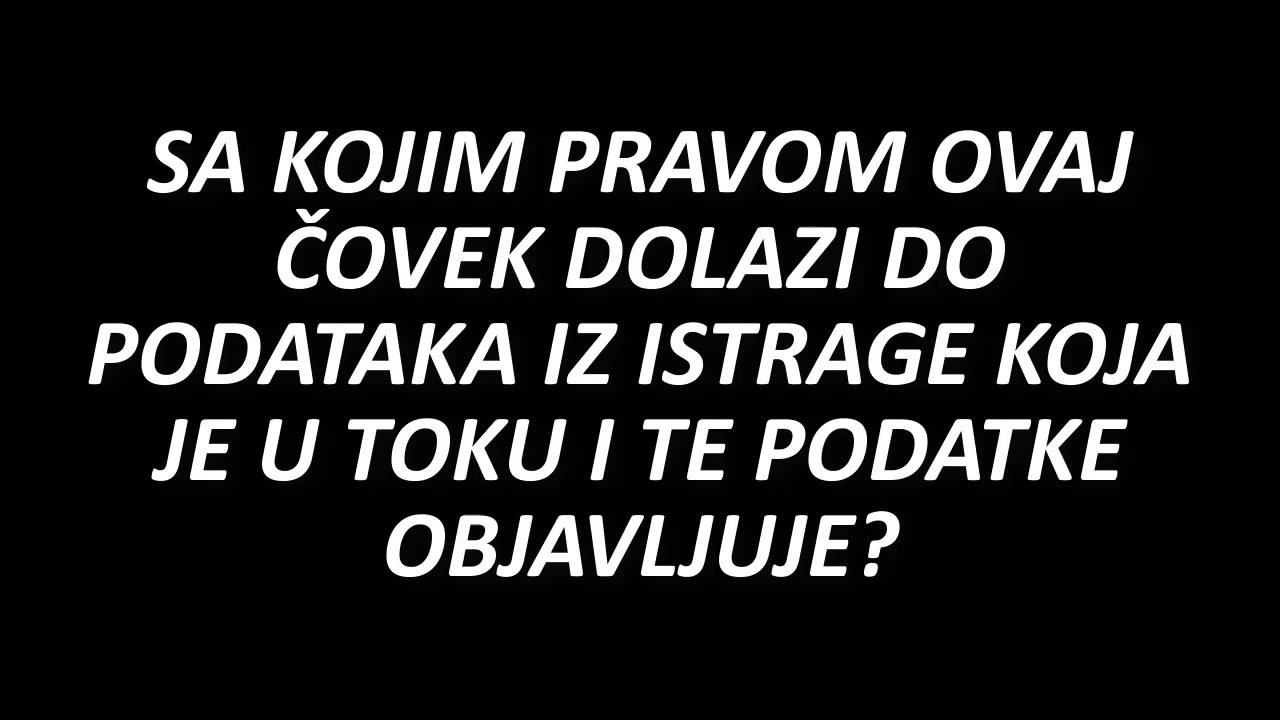 SA KOJIM PRAVOM OVAJ
ČOVEK DOLAZI DO
PODATAKA IZ ISTRAGE KOJA
JE U TOKU I TE PODATKE
OBJAVLJUJE?